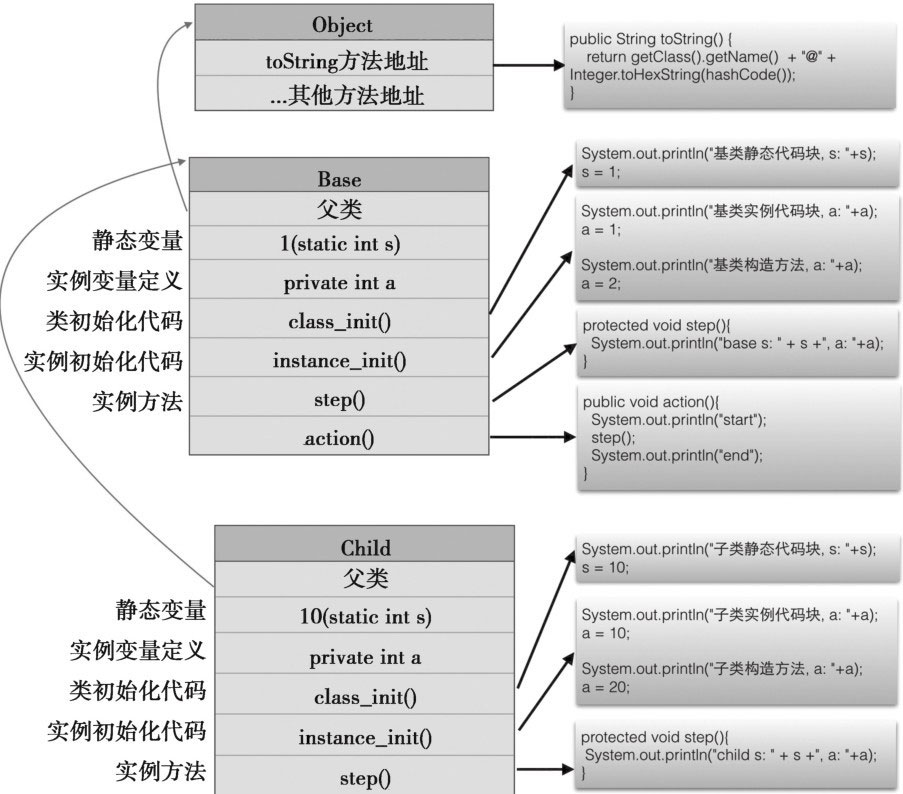 Object
toString方法地址
...其他方法地址
public String toString() {
return getClass().getName() + "@" +
Integer.toHexString(hashCode());
}
Base
父类
静态变量
1(static int s)
实例变量定义
private int a
类初始化代码
class_init()
实例初始化代码
instance_init()
实例方法
step()
action()
System.out.println("基类静态代码块, s: "+s);
s = 1;
System.out.println("基类实例代码块, a: "+a);
a = 1;
System.out.println("基类构造方法, a: "+a);
a = 2;
protected void step(){
System.out.println("base s: " + s +", a: "+a);
}
public void action(){
System.out.println("start");
step();
System.out.println("end");
}
Child
父类
静态变量
10(static int s)
实例变量定义
private int a
类初始化代码
class_init()
实例初始化代码
instance_init()
实例方法
step()
System.out.println("子类静态代码块, s: "+s);
s = 10;
System.out.println("子类实例代码块, a: "+a);
a = 10;
System.out.println("子类构造方法, a: "+a);
a = 20;
protected void step(){
System.out.println("child s: " + s +", a: "+a);
}